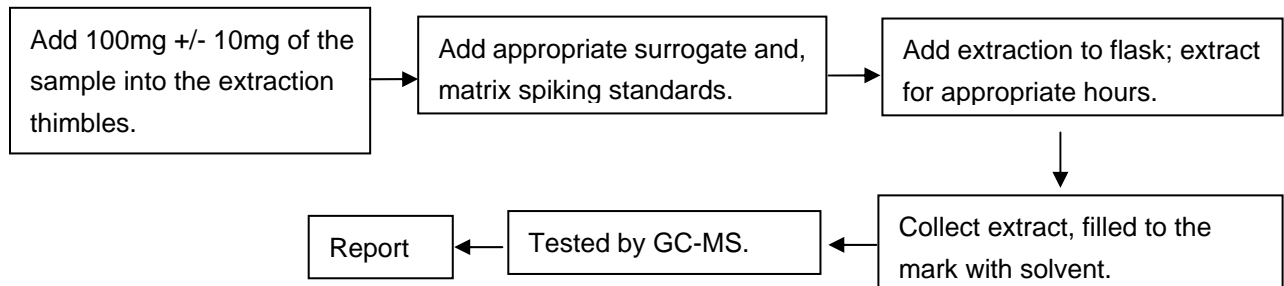 Add 100mg +/- 10mg of the
sample into the extraction
thimbles.
Add appropriate surrogate and,
matrix spiking standards.
Add extraction to flask; extract
for appropriate hours.
Collect extract, filled to the
mark with solvent.
Tested by GC-MS.
Report